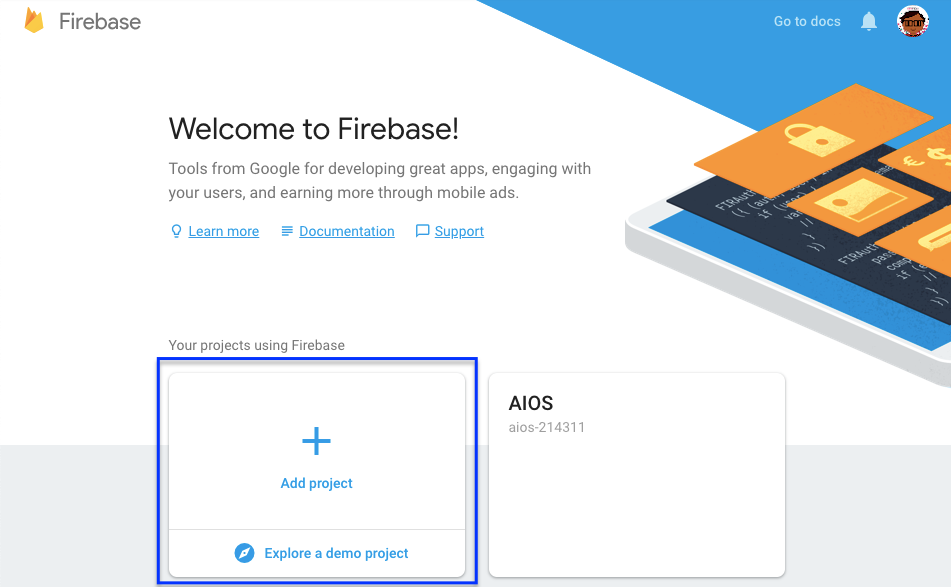 Firebase
Go to docs
Welcome to Firebase!
Tools from Google for developing great apps, engaging with
your users, and earning more through mobile ads.
Learn more
Documentation
Support
Your projects using Firebase
Add project
Explore a demo project
AIOS
aios-214311